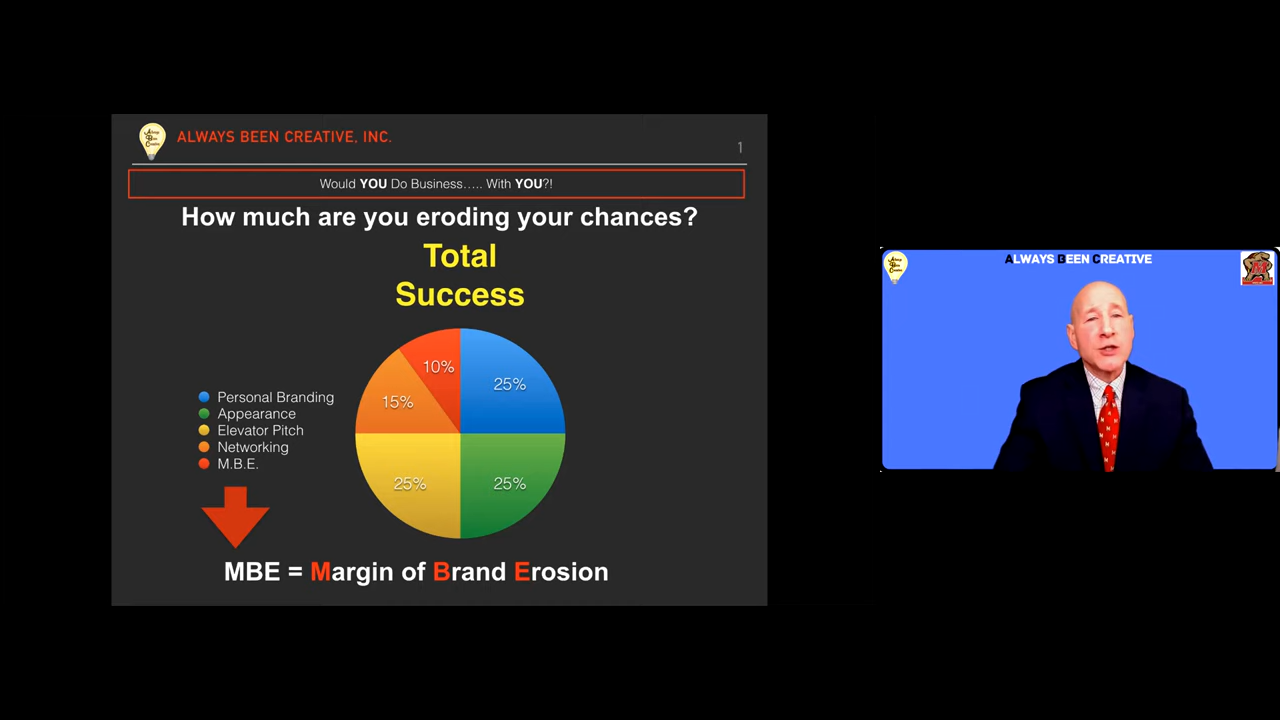 ALWAYS BEEN CREATIVE, INC.
1
Would YOU Do Business..... With YOU?!
How much are you eroding your chances?
Total
Success
10%
25%
15%
25%
25%
Personal Branding
Appearance
Elevator Pitch
Networking
M.B.E.
MBE = Margin of Brand Erosion
ALWAYS BEEN CREATIVE
M